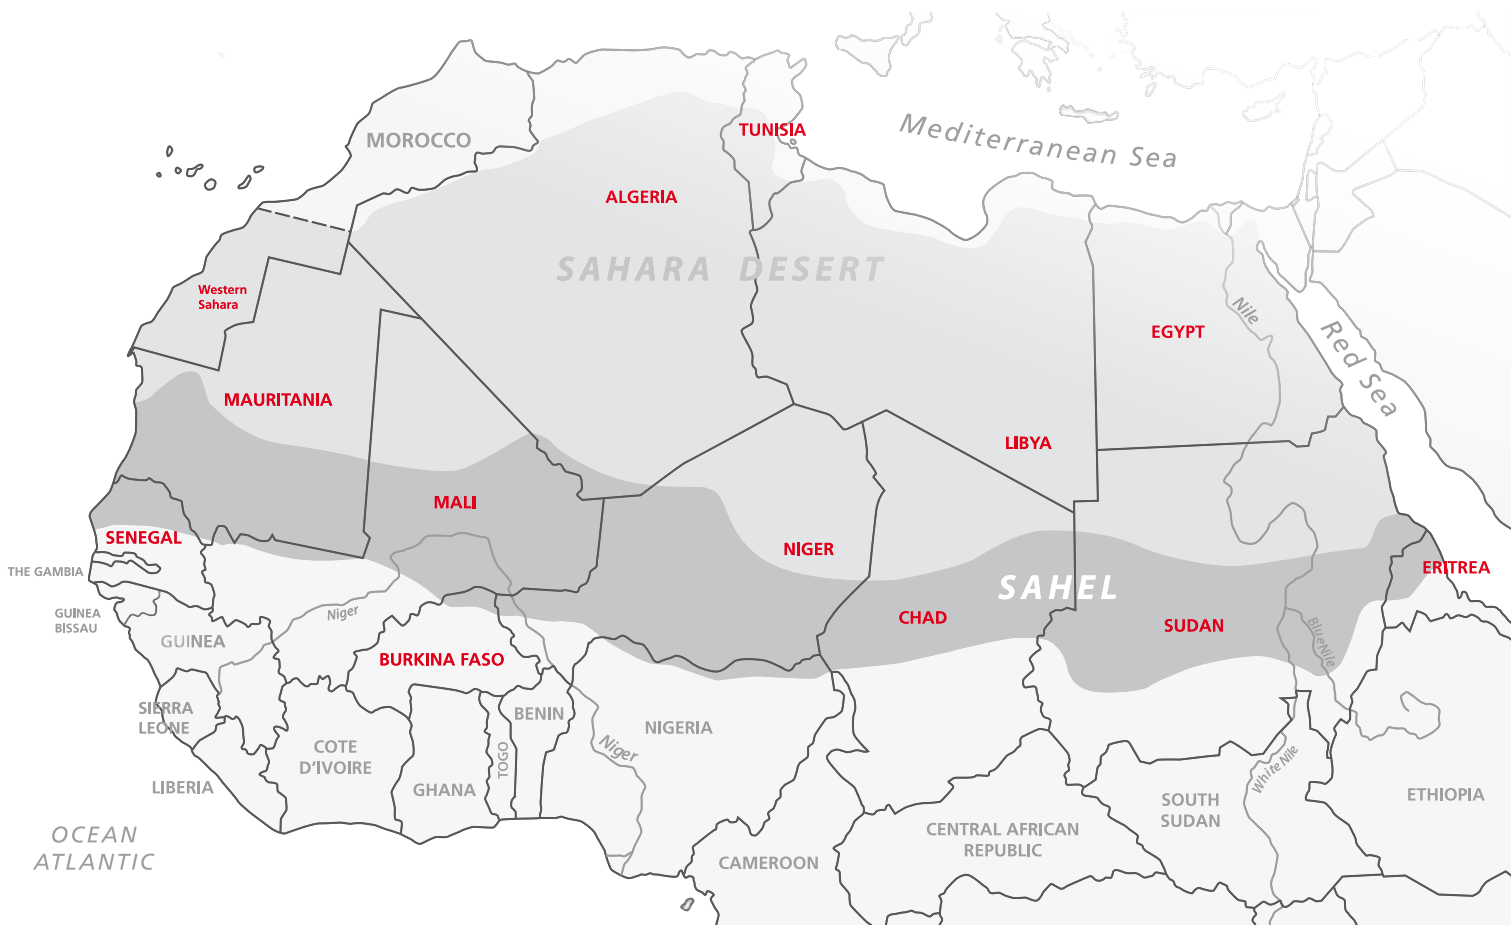 Mediterranean Sea
TUNISIA
MOROCCO
ALGERIA
SAHARA DESERT
Western
Sahara
Nile
EGYPT
Red Sea
MAURITANIA
LIBYA
MALI
SENEGAL
NIGER
THE GAMBIA
ERITREA
SAHEL
GUINEA
BISSAU
Niger
CHAD
SUDAN
BlueNile
GUINEA
BURKINA FASO
SIERRA
LEONE
BENIN
NIGERIA
COTE
D'IVOIRE
TOGO
Niger
LIBERIA
GHANA
White Nile
SOUTH
SUDAN
ETHIOPIA
OCEAN
ATLANTIC
CENTRAL AFRICAN
REPUBLIC
CAMEROON